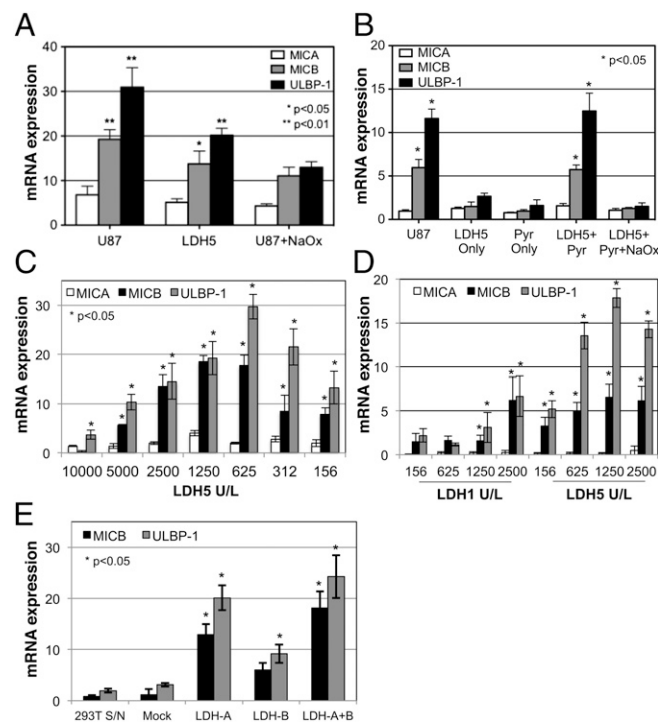 A
mRNA expression
40
30
20
10
0
MICA
MICB
ULBP-1
* p<0.05
** p<0.01
**
**
*
**
U87
LDH5
U87+NaOx
B
mRNA expression
20
15
10
5
0
MICA
MICB
ULBP-1
* p<0.05
*
*
*
*
U87
LDH5 Only
Pyr Only
LDH5+ Pyr
LDH5+ Pyr+NaOx
C
mRNA expression
30
20
10
0
MICA MICB ULBP-1
* p<0.05
*
* *
* *
* *
* *
* *
* *
10000 5000 2500 1250 625 312 156
LDH5 U/L
D
mRNA expression
20
15
10
5
0
MICA MICB ULBP-1
* *
* *
* *
* *
* *
* *
156 625 1250 2500 156 625 1250 2500
LDH1 U/L LDH5 U/L
E
mRNA expression
40
30
20
10
0
MICB ULBP-1
* p<0.05
* *
*
* *
293T S/N Mock LDH-A LDH-B LDH-A+B